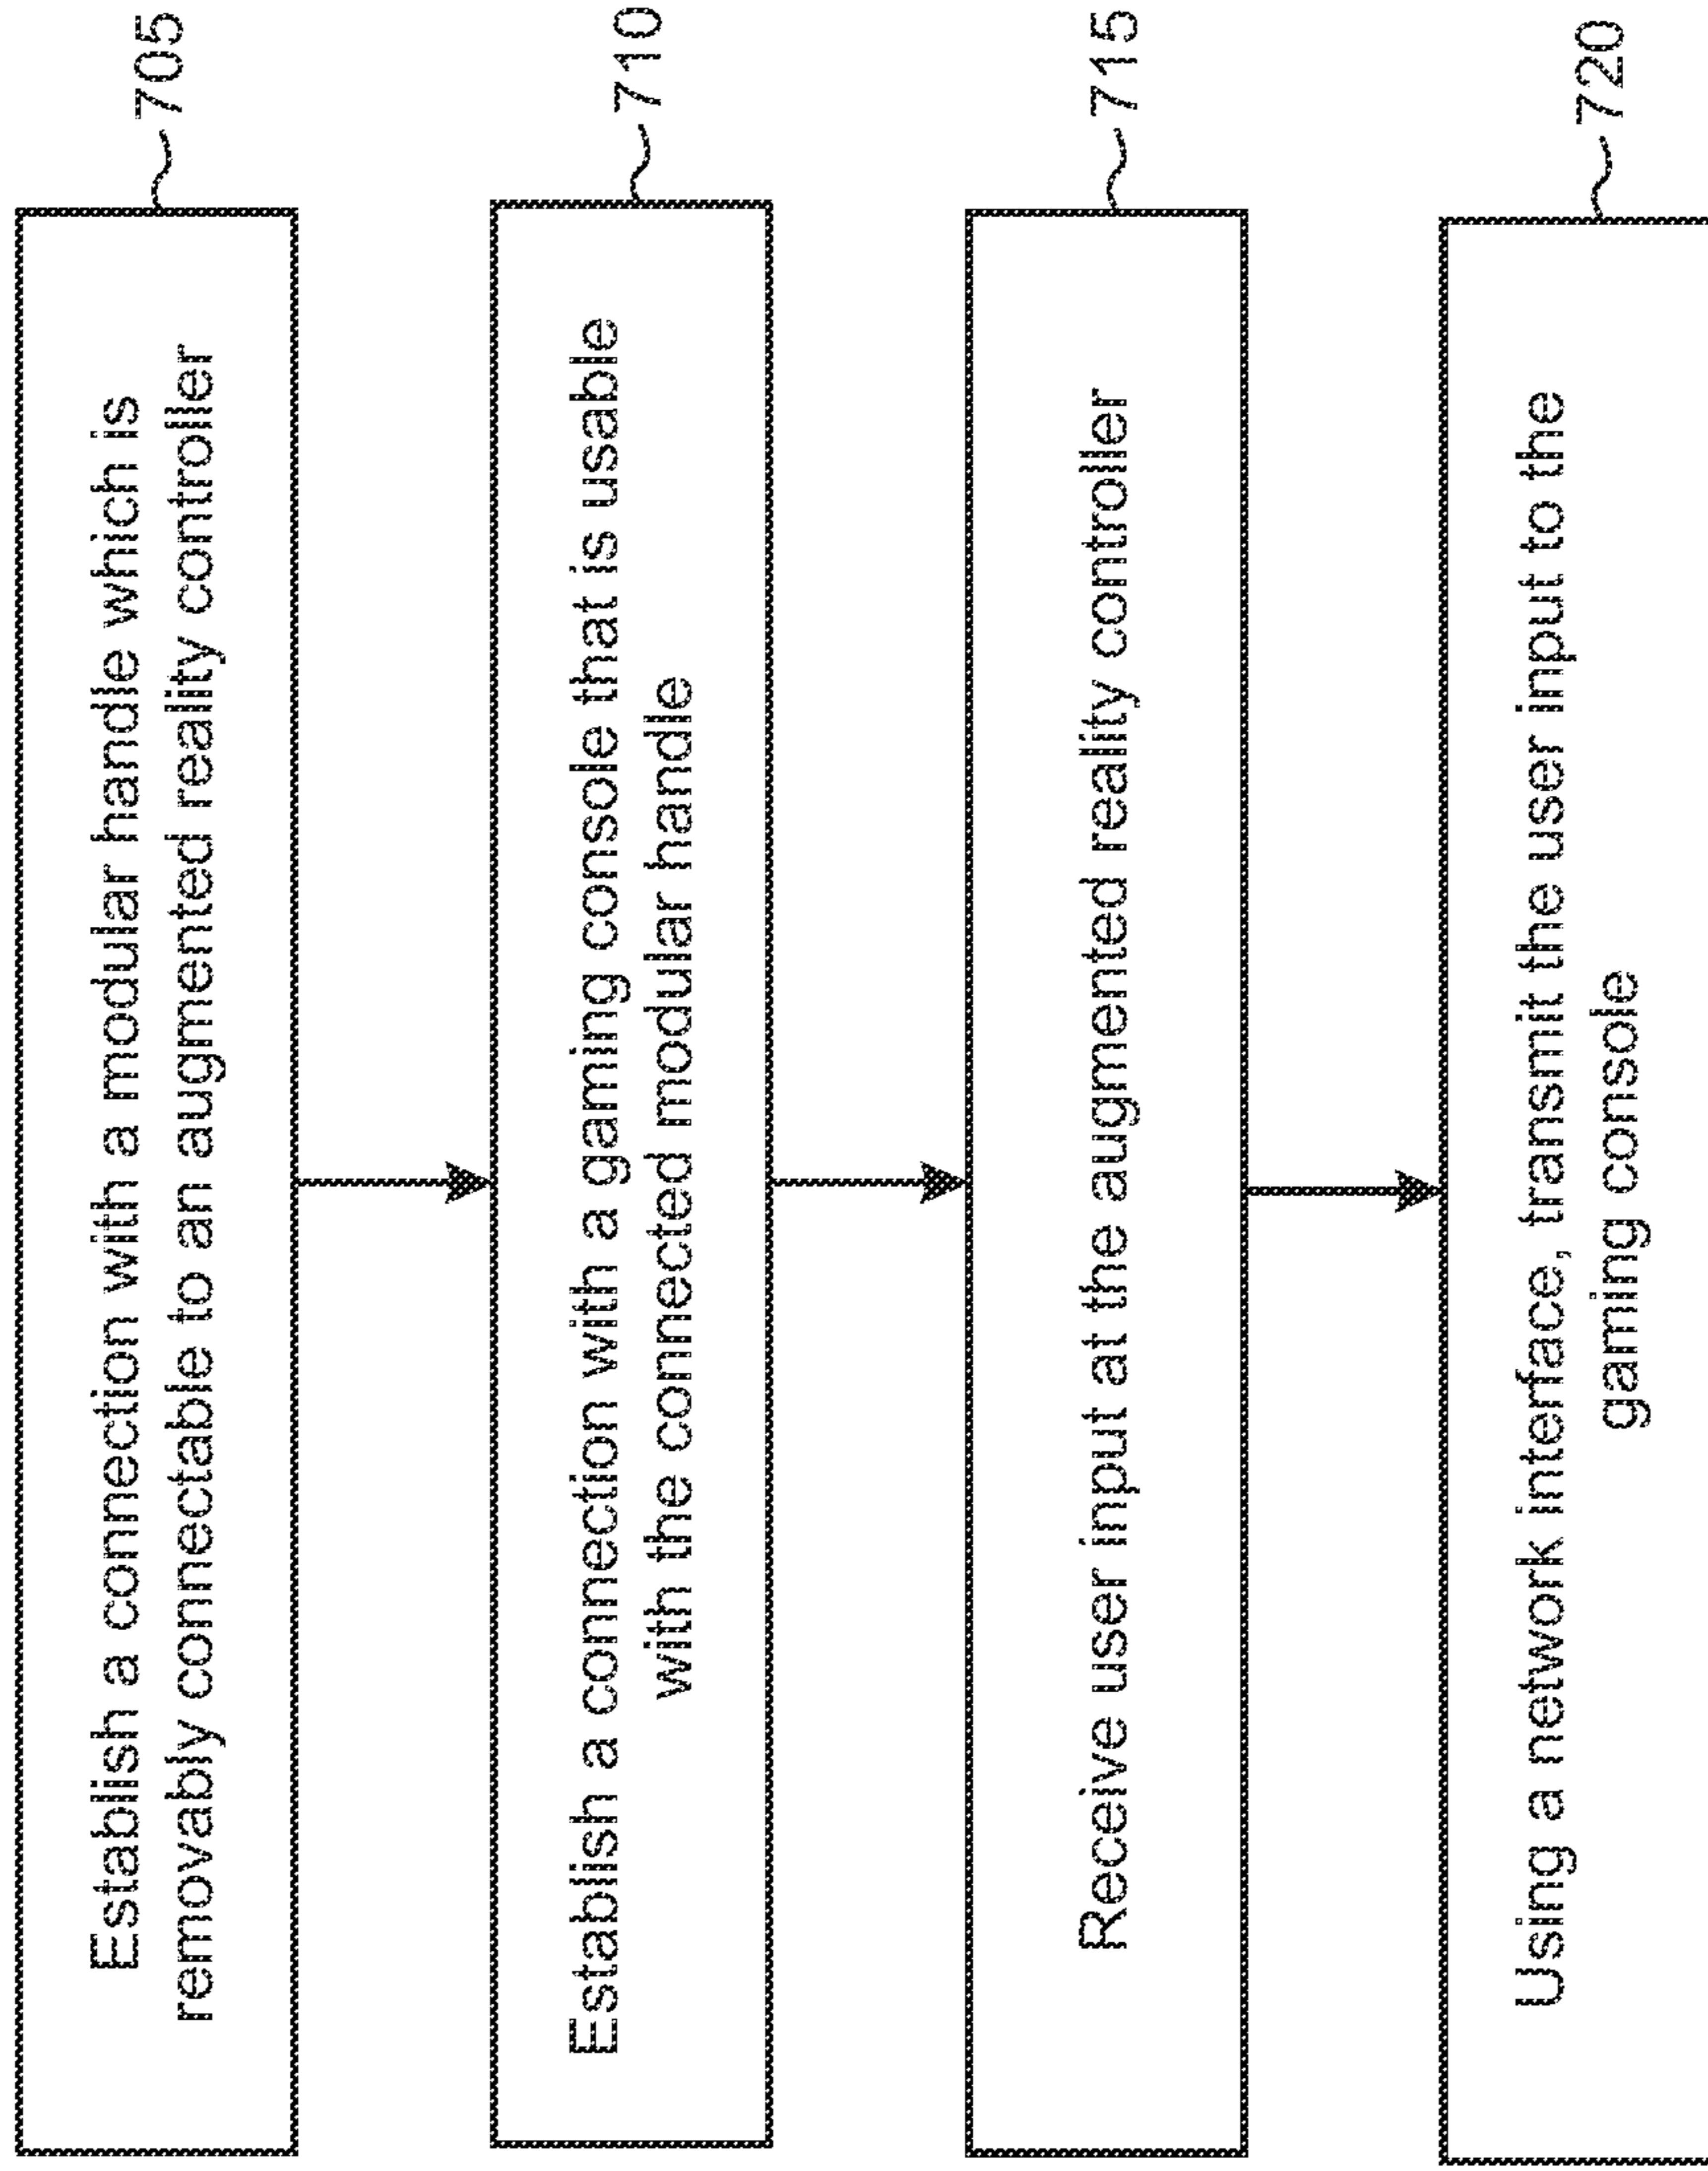 Establish a connection with a modular handle which is
removably connectable to an augmented reality controller
705
Establish a connection with a gaming console that is usable
with the connected modular handle
710
Receive user input at the augmented reality controller
715
Using a network interface, transmit the user input to the
gaming console
720